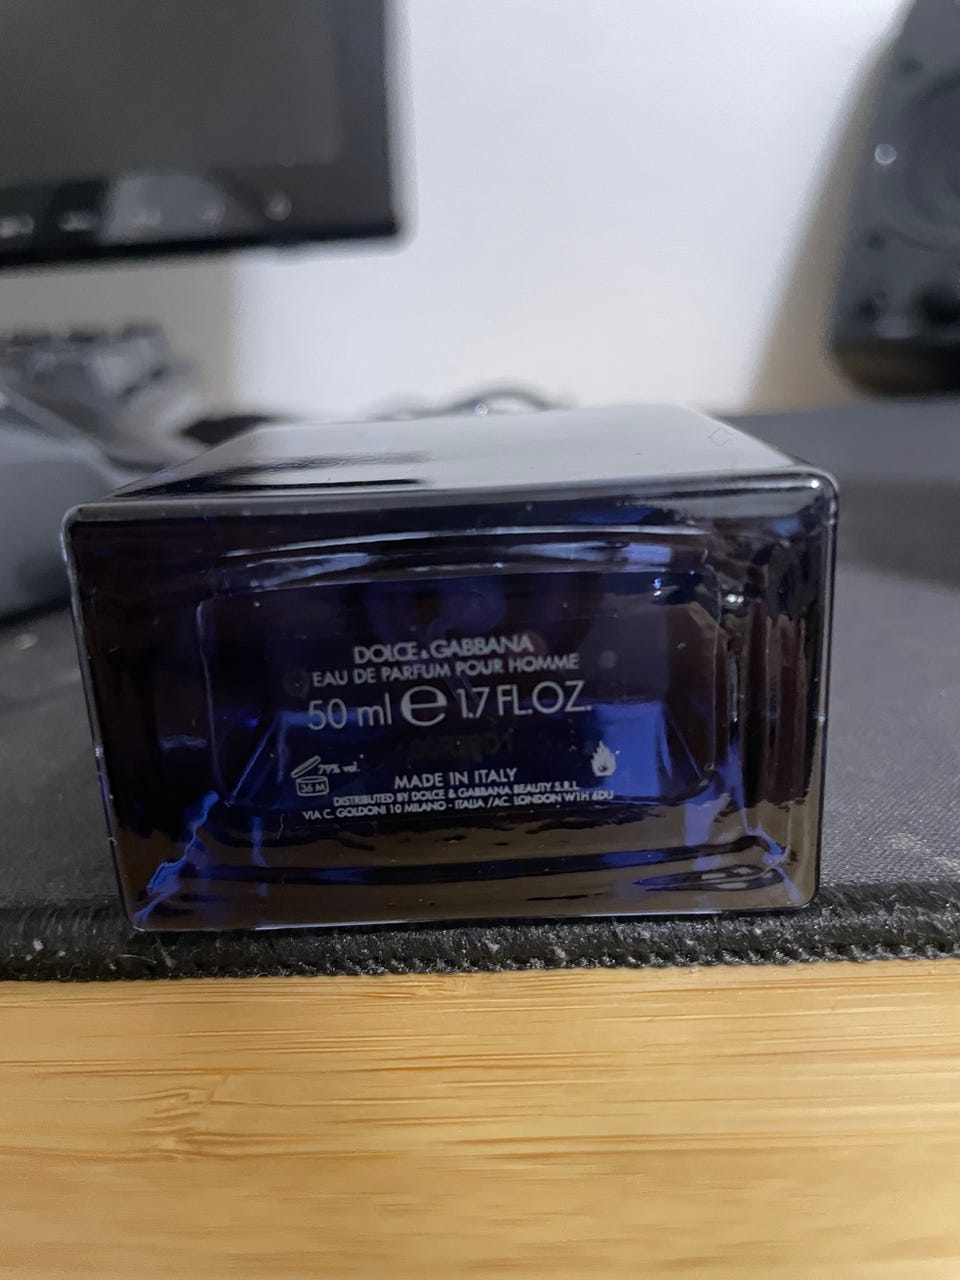 DOLCE & GABBANA
EAU DE PARFUM POUR HOMME
50 ml ℮ 1.7 FL.OZ.
79% vol.
36 M
MADE IN ITALY
DISTRIBUTED BY DOLCE & GABBANA BEAUTY S.R.L.
VIA C. GOLDONI 10 MILANO - ITALIA / AC. LONDON W1H 6DU